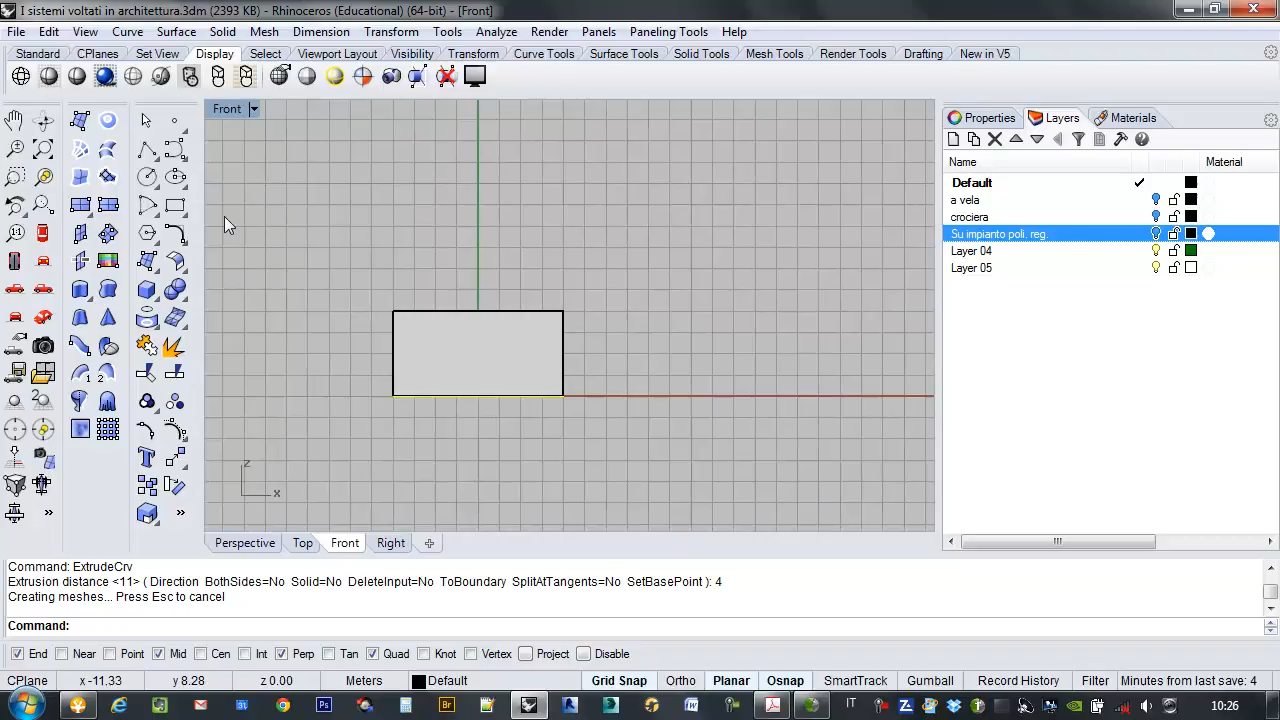 I sistemi voltati in architettura.3dm (2393 KB) - Rhinoceros (Educational) (64-bit) - [Front]
File Edit View Curve Surface Solid Mesh Dimension Transform Tools Analyze Render Panels Paneling Tools Help
Standard CPlanes Set View Display Select Viewport Layout Visibility Transform Curve Tools Surface Tools Solid Tools Mesh Tools Render Tools Drafting New in V5
Front
Properties Layers Materials
Name Material
Default
a vela
crociera
Su impianto poli. reg.
Layer 04
Layer 05
z
x
Perspective Top Front Right
Command: ExtrudeCrv
Extrusion distance <11> ( Direction BothSides=No Solid=No DeleteInput=No ToBoundary SplitAtTangents=No SetBasePoint ): 4
Creating meshes... Press Esc to cancel
Command:
End Near Point Mid Cen Int Perp Tan Quad Knot Vertex Project Disable
CPlane x -11.33 y 8.28 z 0.00 Meters Default Grid Snap Ortho Planar Osnap SmartTrack Gumball Record History Filter Minutes from last save: 4
Ps Br IT 10:26